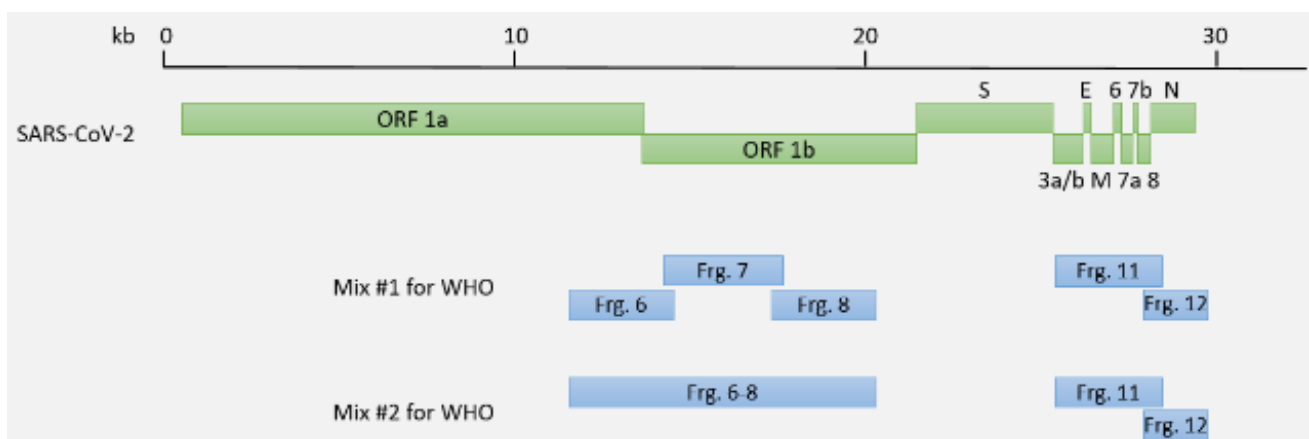 kb 0 10 20 30
S E 6 7b N
SARS-CoV-2 ORF 1a
ORF 1b
3a/b M 7a 8
Mix #1 for WHO Frg. 7 Frg. 11
Frg. 6 Frg. 8 Frg. 12
Mix #2 for WHO Frg. 6-8 Frg. 11
Frg. 12